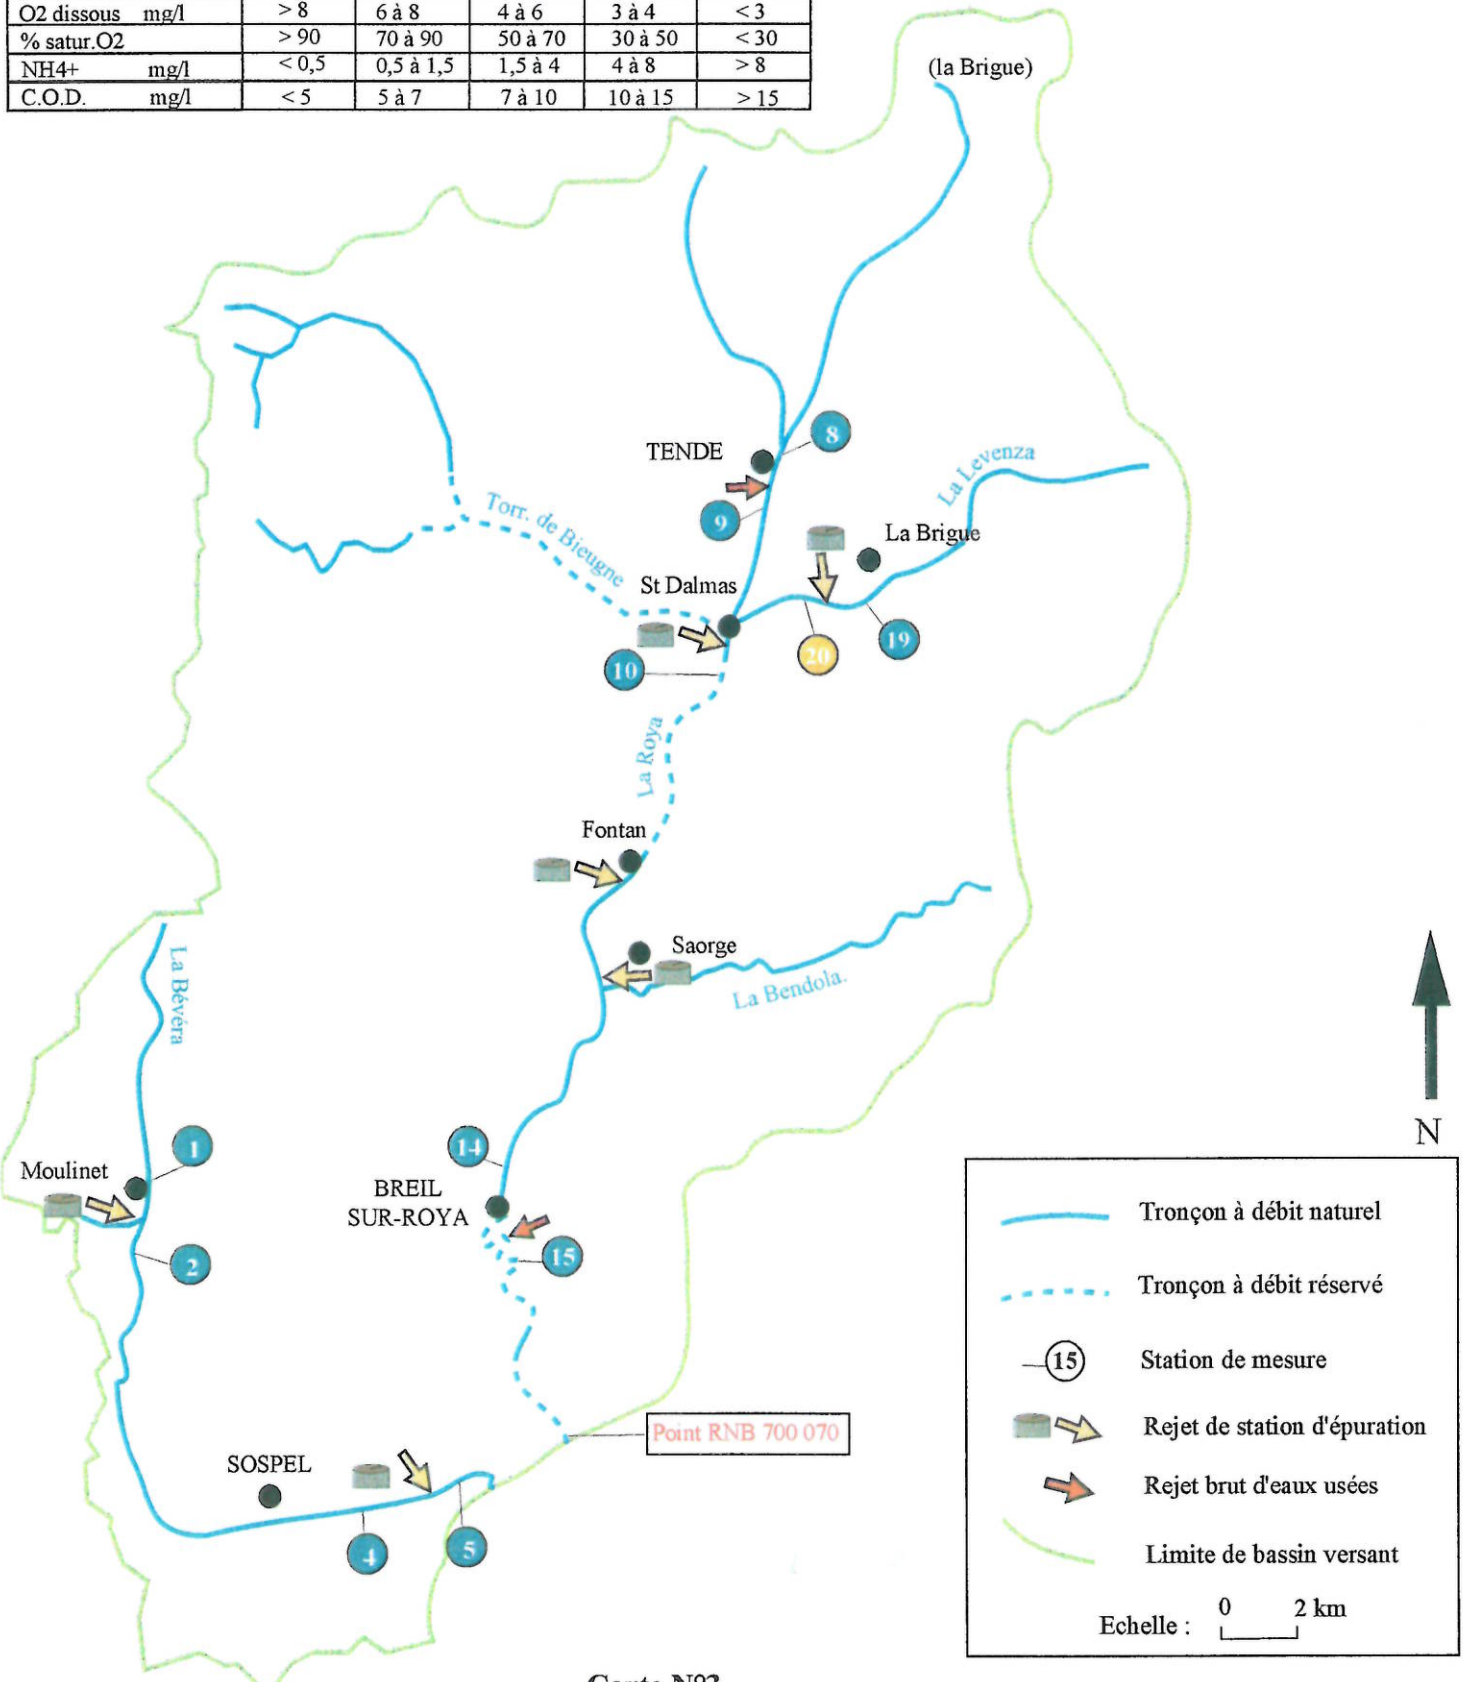 O2 dissous mg/l > 8 6 à 8 4 à 6 3 à 4 < 3
% satur.O2 > 90 70 à 90 50 à 70 30 à 50 < 30
NH4+ mg/l < 0,5 0,5 à 1,5 1,5 à 4 4 à 8 > 8
C.O.D. mg/l < 5 5 à 7 7 à 10 10 à 15 > 15
(la Brigue)
8
TENDE
La Levenza
9
Torr. de Bieugne
La Brigue
St Dalmas
19
20
10
La Roya
Fontan
Saorge
La Bendola.
La Bévéra
1
14
Moulinet
BREIL
SUR-ROYA
2
15
Point RNB 700 070
SOSPEL
4
5
N
Tronçon à débit naturel
Tronçon à débit réservé
15 Station de mesure
Rejet de station d'épuration
Rejet brut d'eaux usées
Limite de bassin versant
Echelle : 0 2 km